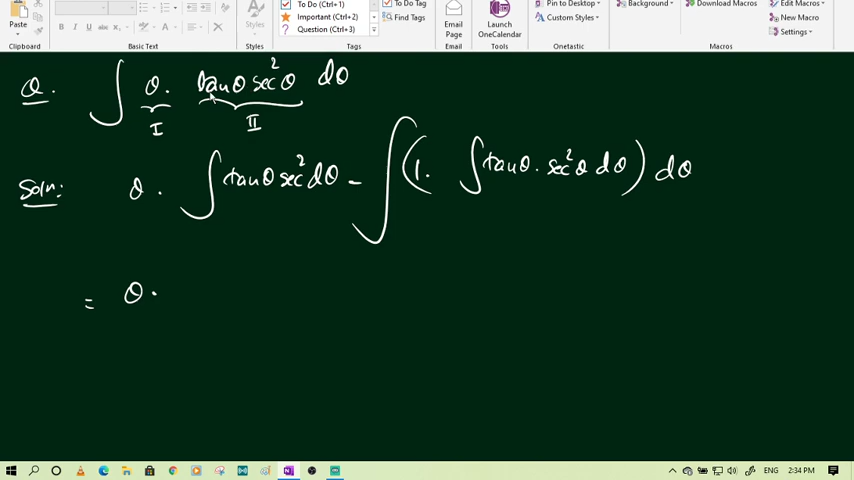 To Do (Ctrl+1) To Do Tag Pin to Desktop Background Download Macros Edit Macros
Paste Important (Ctrl+2) Find Tags Email Page Launch OneCalendar Custom Styles New Macro
B I U Styles Question (Ctrl+3) Settings
Clipboard Basic Text Styles Tags Email Tools Onetastic Macros
Q. ∫ θ. tanθ sec²θ dθ
I II
Soln: θ. ∫ tanθ sec² dθ - ∫ (1. ∫ tanθ. sec²θ dθ) dθ
= θ.
ENG 2:34 PM